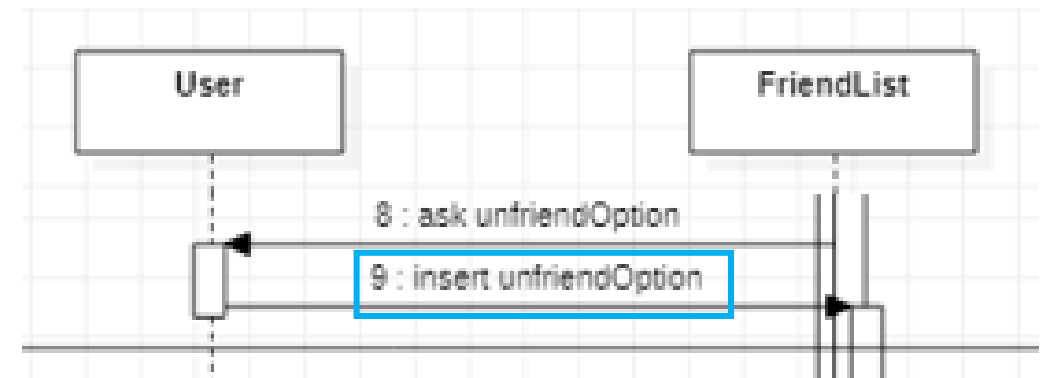 User
FriendList
8 : ask unfriendOption
9 : insert unfriendOption